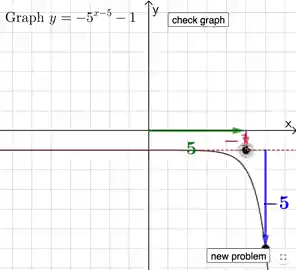 y
Graph y = −5^{x−5} − 1
check graph
x
5
−5
new problem